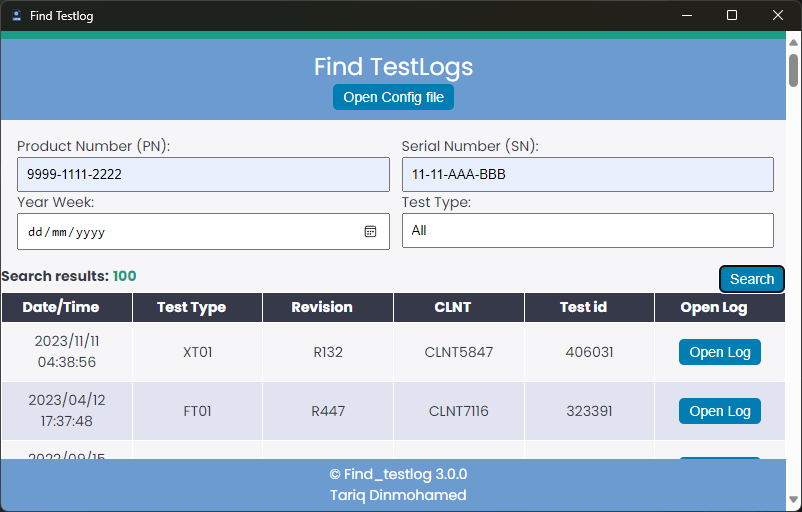 Find Testlog
Find TestLogs
Open Config file
Product Number (PN):
Serial Number (SN):
9999-1111-2222
11-11-AAA-BBB
Year Week:
Test Type:
dd/mm/yyyy
All
Search results: 100
Search
Date/Time Test Type Revision CLNT Test id Open Log
2023/11/11
04:38:56
XT01 R132 CLNT5847 406031 Open Log
2023/04/12
17:37:48
FT01 R447 CLNT7116 323391 Open Log
2022/09/15
© Find_testlog 3.0.0
Tariq Dinmohamed